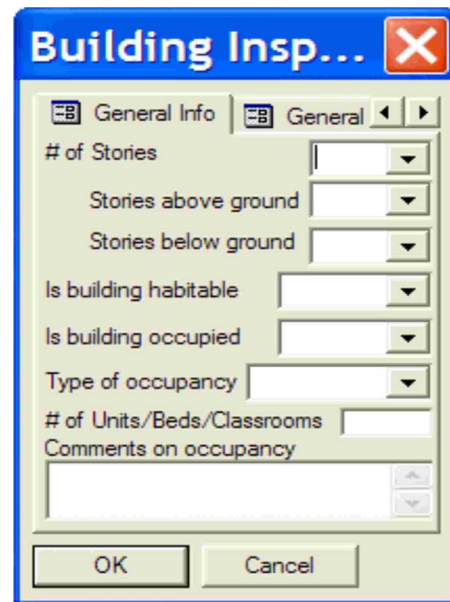 Building Insp...
General Info General
# of Stories
Stories above ground
Stories below ground
Is building habitable
Is building occupied
Type of occupancy
# of Units/Beds/Classrooms
Comments on occupancy
OK Cancel